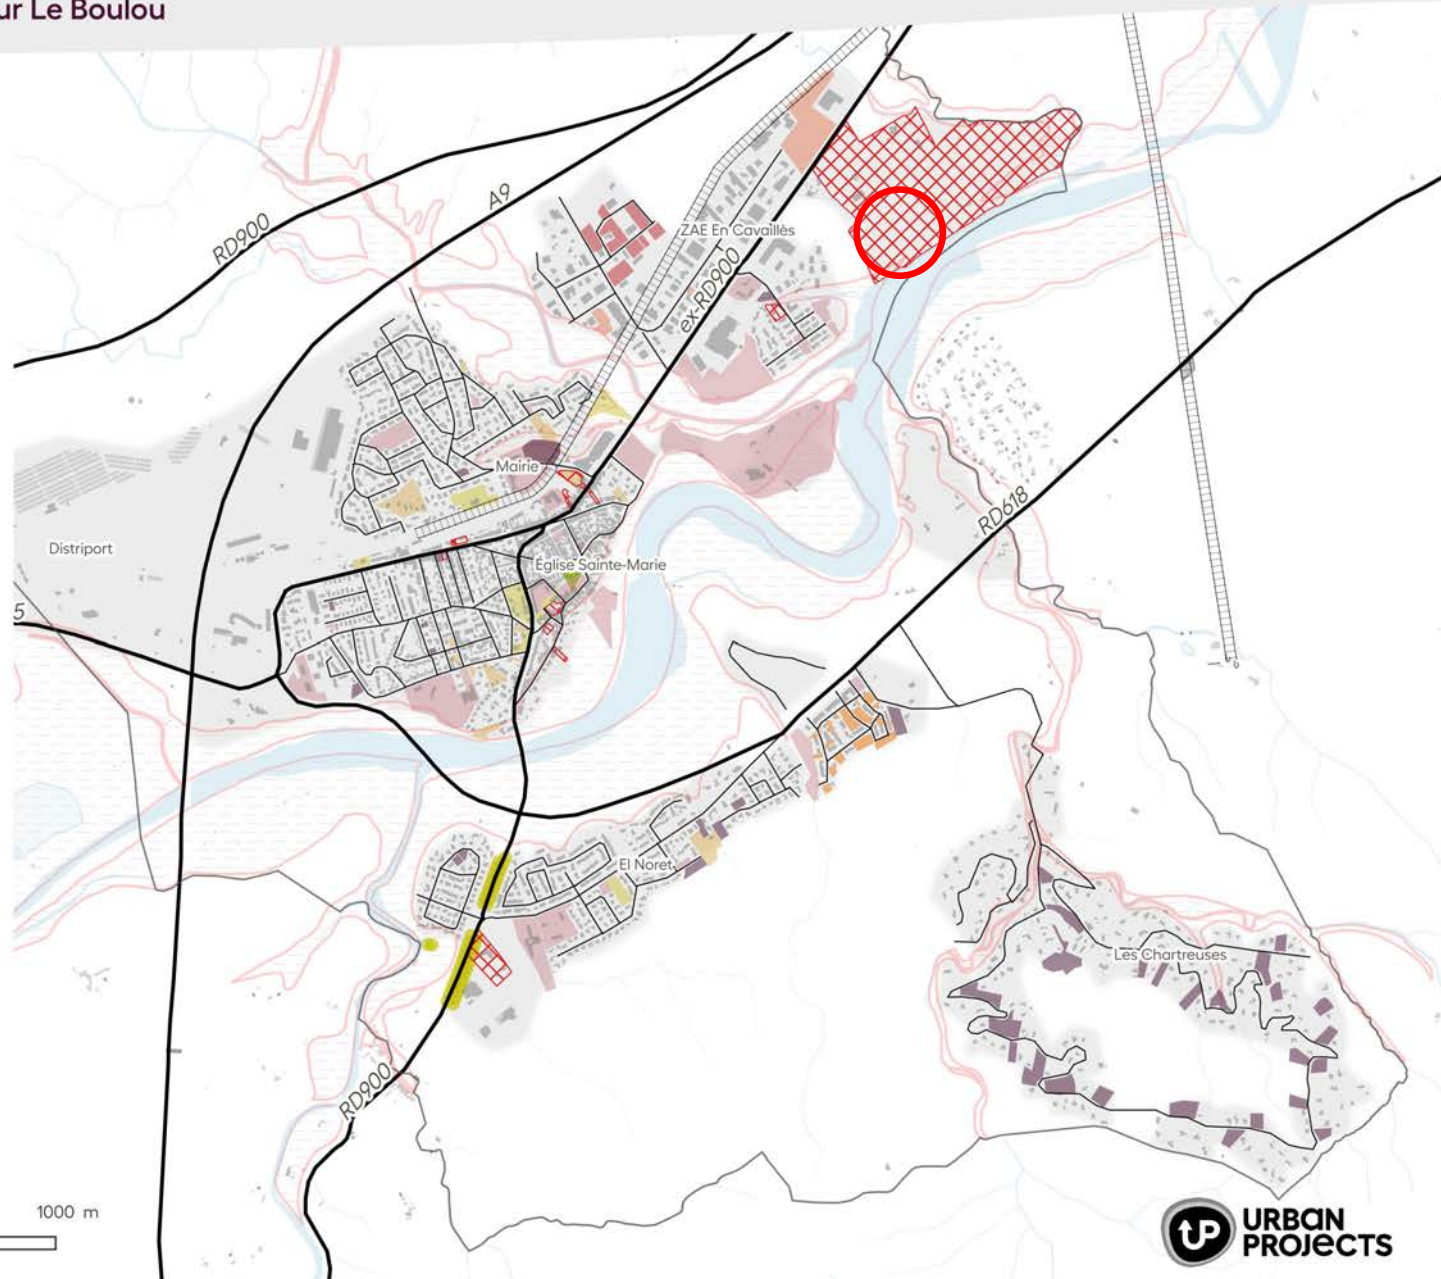 ur Le Boulou
A9
RD900
ZAE En Cavaillès
ex-RD900
Mairie
RD618
Distriport
Église Sainte-Marie
5
El Noret
Les Chartreuses
RD900
1000 m
UP
URBAN
PROJECTS